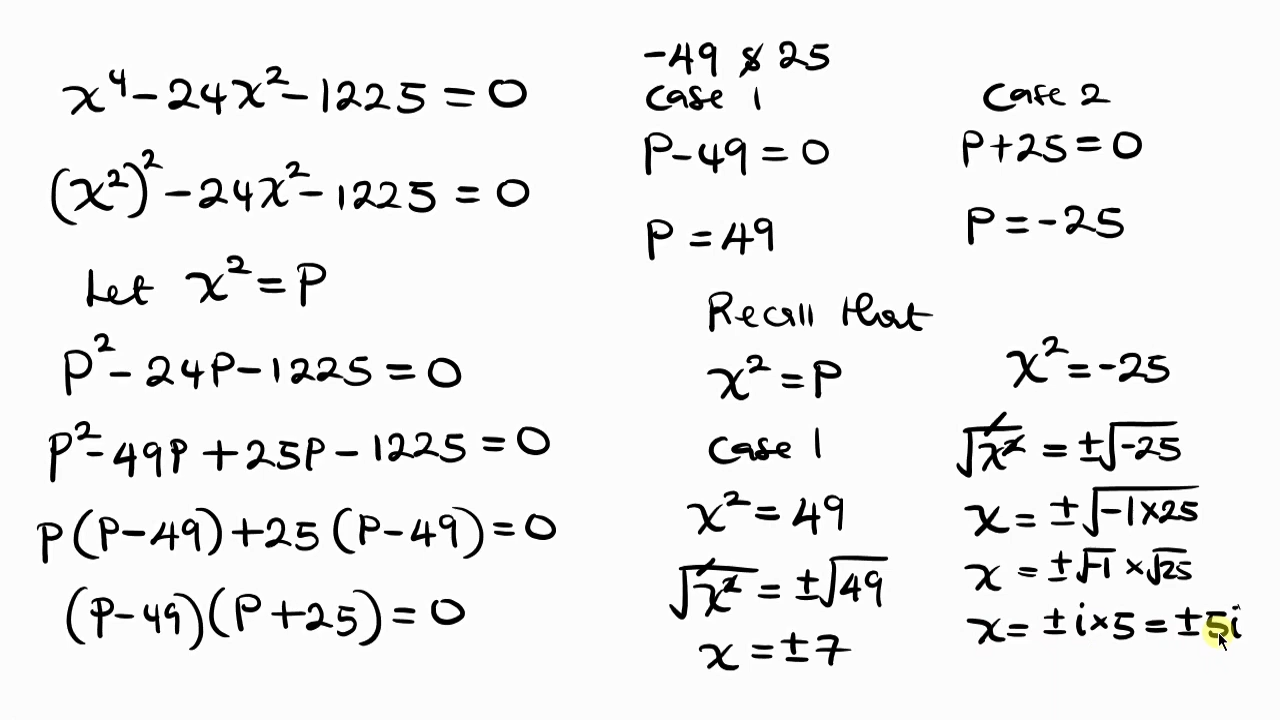 x⁴ - 24x² - 1225 = 0
(x²)² - 24x² - 1225 = 0
Let x² = P
P² - 24P - 1225 = 0
P² - 49P + 25P - 1225 = 0
P(P - 49) + 25(P - 49) = 0
(P - 49)(P + 25) = 0
-49 & 25
Case 1
P - 49 = 0
P = 49
Recall that
x² = P
Case 1
x² = 49
√x² = ±√49
x = ±7
Case 2
P + 25 = 0
P = -25
x² = -25
√x² = ±√-25
x = ±√-1×25
x = ±√-1 × √25
x = ± i × 5 = ±5i